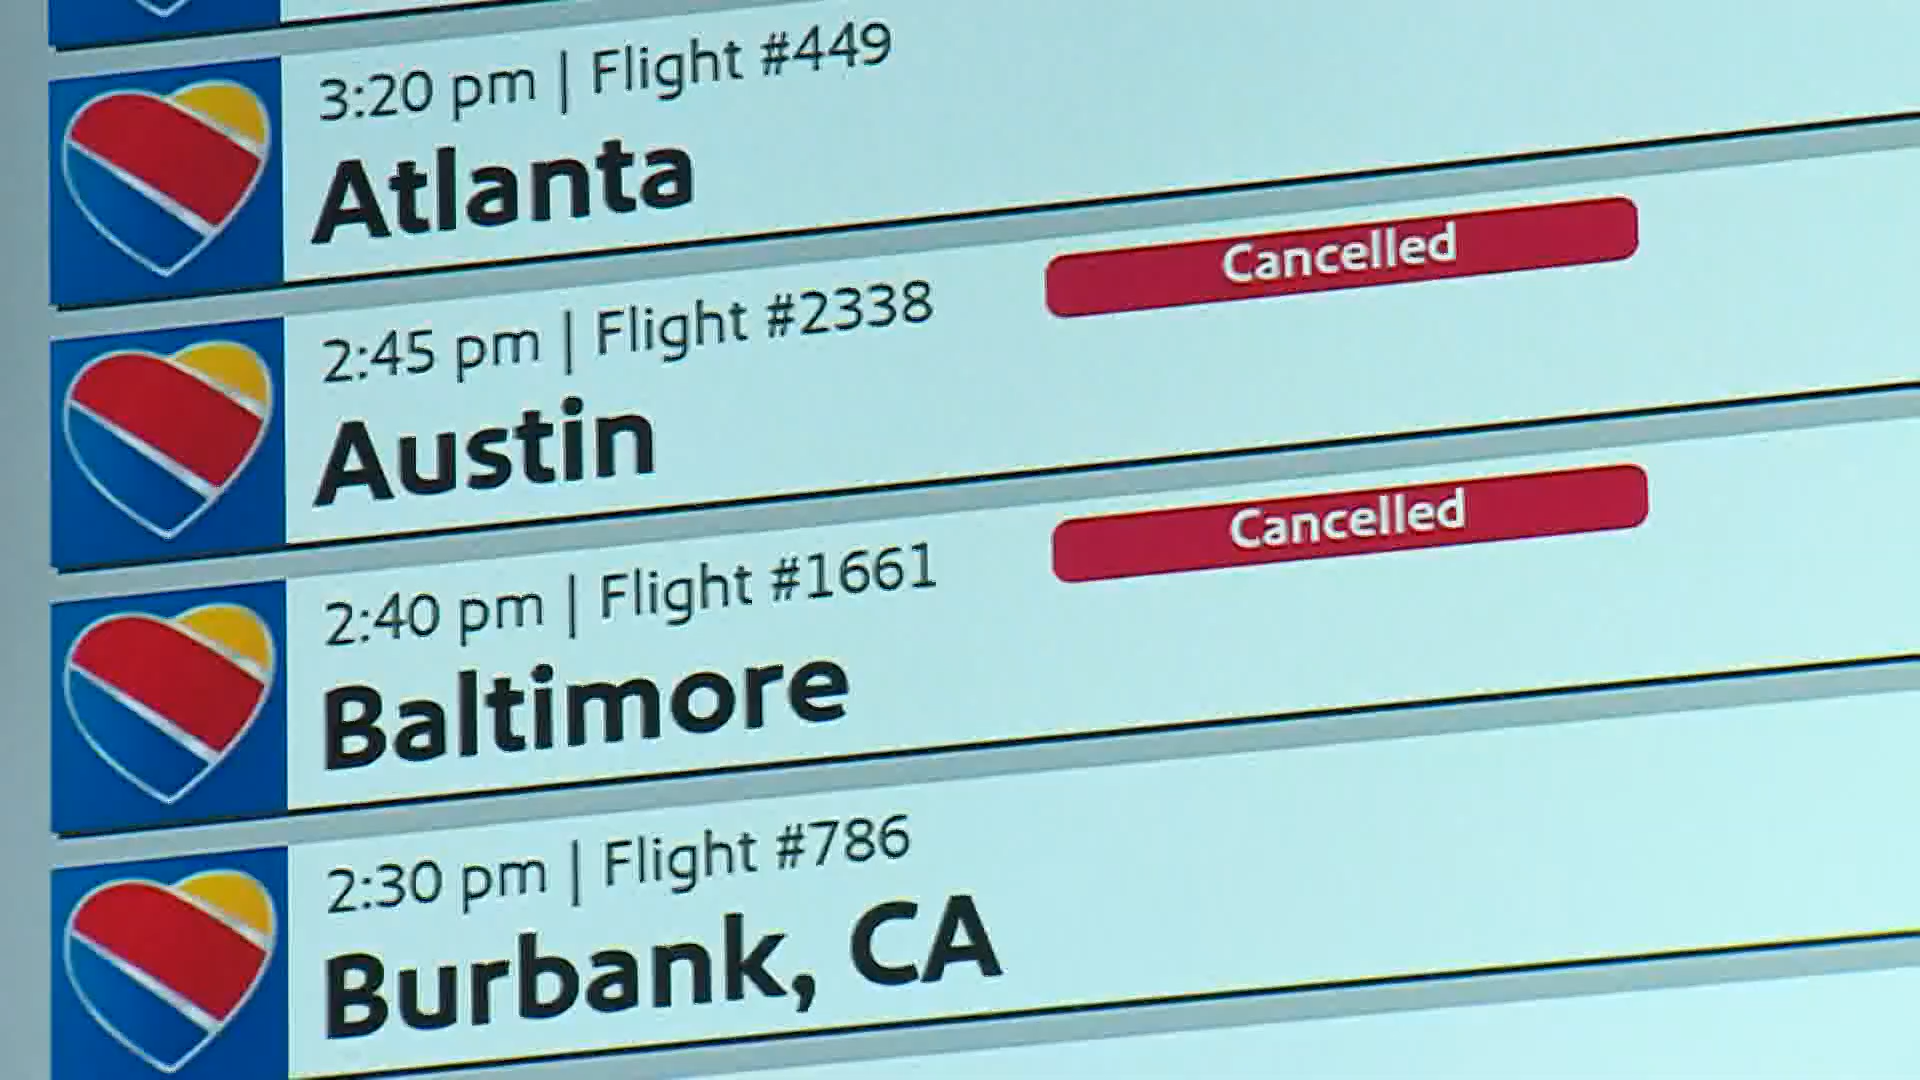 3:20 pm | Flight #449
Atlanta
2:45 pm | Flight #2338
Cancelled
Austin
2:40 pm | Flight #1661
Cancelled
Baltimore
2:30 pm | Flight #786
Burbank, CA